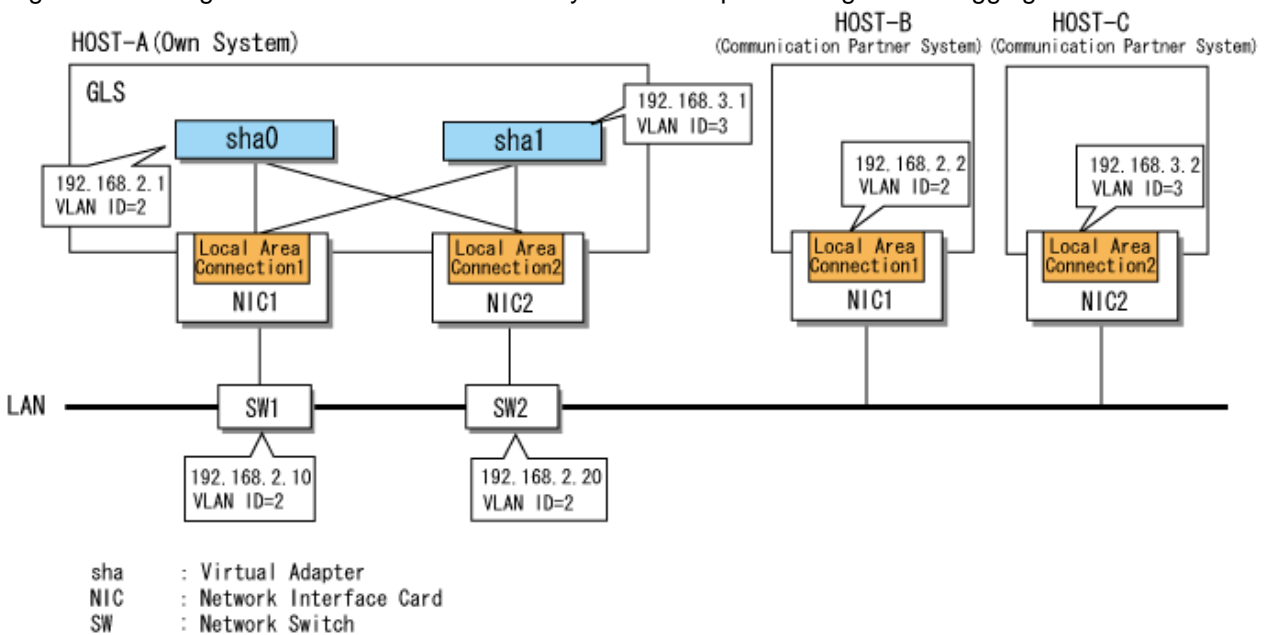 HOST-A(Own System)
HOST-B
(Communication Partner System)
HOST-C
(Communication Partner System)
GLS
sha0
sha1
192.168.3.1
VLAN ID=3
192.168.2.1
VLAN ID=2
192.168.2.2
VLAN ID=2
192.168.3.2
VLAN ID=3
Local Area
Connection1
NIC1
Local Area
Connection2
NIC2
Local Area
Connection1
NIC1
Local Area
Connection2
NIC2
LAN
SW1
SW2
192.168.2.10
VLAN ID=2
192.168.2.20
VLAN ID=2
sha : Virtual Adapter
NIC : Network Interface Card
SW : Network Switch